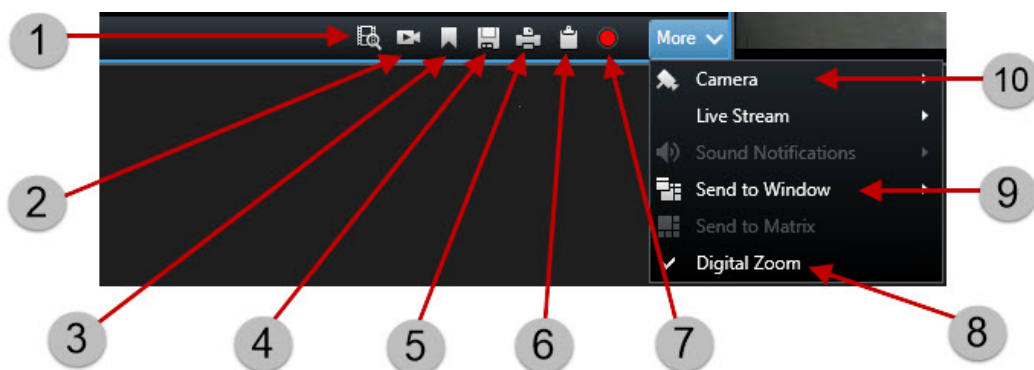 1
More
10
Camera
Live Stream
Sound Notifications
2
Send to Window
9
Send to Matrix
Digital Zoom
3
4
5
6
7
8